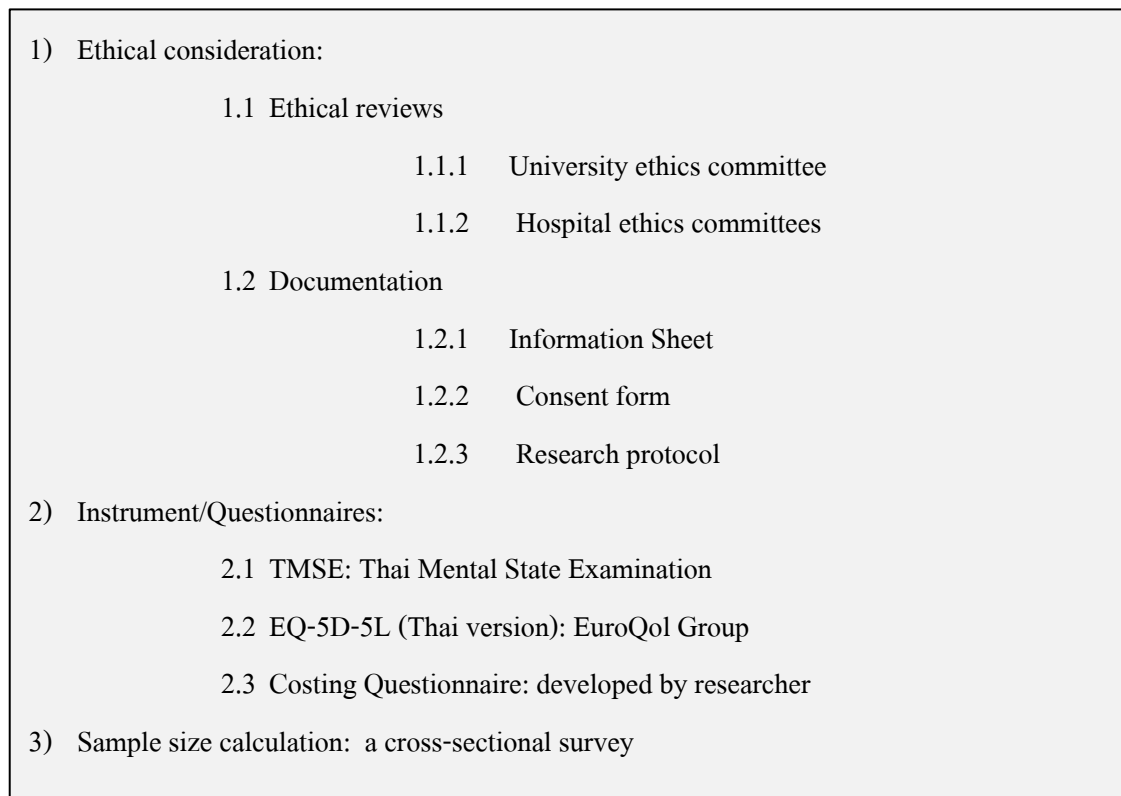 1) Ethical consideration:
1.1 Ethical reviews
1.1.1 University ethics committee
1.1.2 Hospital ethics committees
1.2 Documentation
1.2.1 Information Sheet
1.2.2 Consent form
1.2.3 Research protocol
2) Instrument/Questionnaires:
2.1 TMSE: Thai Mental State Examination
2.2 EQ-5D-5L (Thai version): EuroQol Group
2.3 Costing Questionnaire: developed by researcher
3) Sample size calculation: a cross-sectional survey